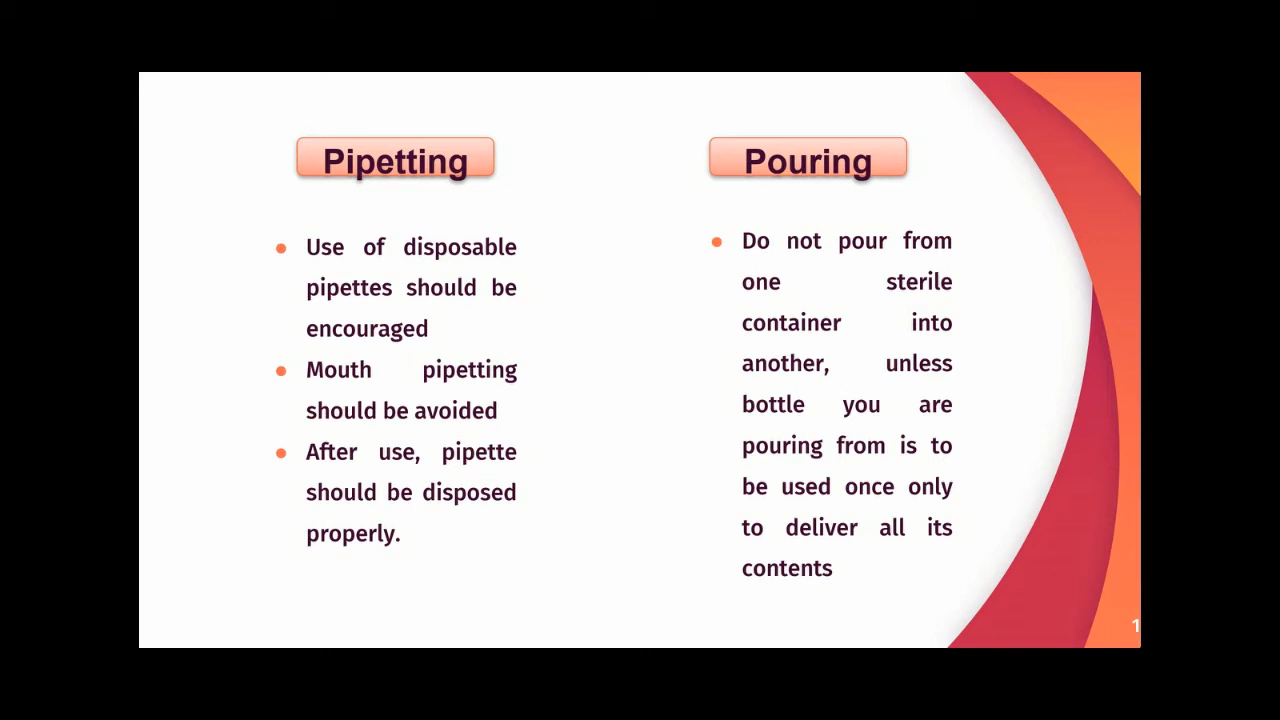 Pipetting
Use of disposable
pipettes should be
encouraged
Mouth pipetting
should be avoided
After use, pipette
should be disposed
properly.
Pouring
Do not pour from
one sterile
container into
another, unless
bottle you are
pouring from is to
be used once only
to deliver all its
contents
1